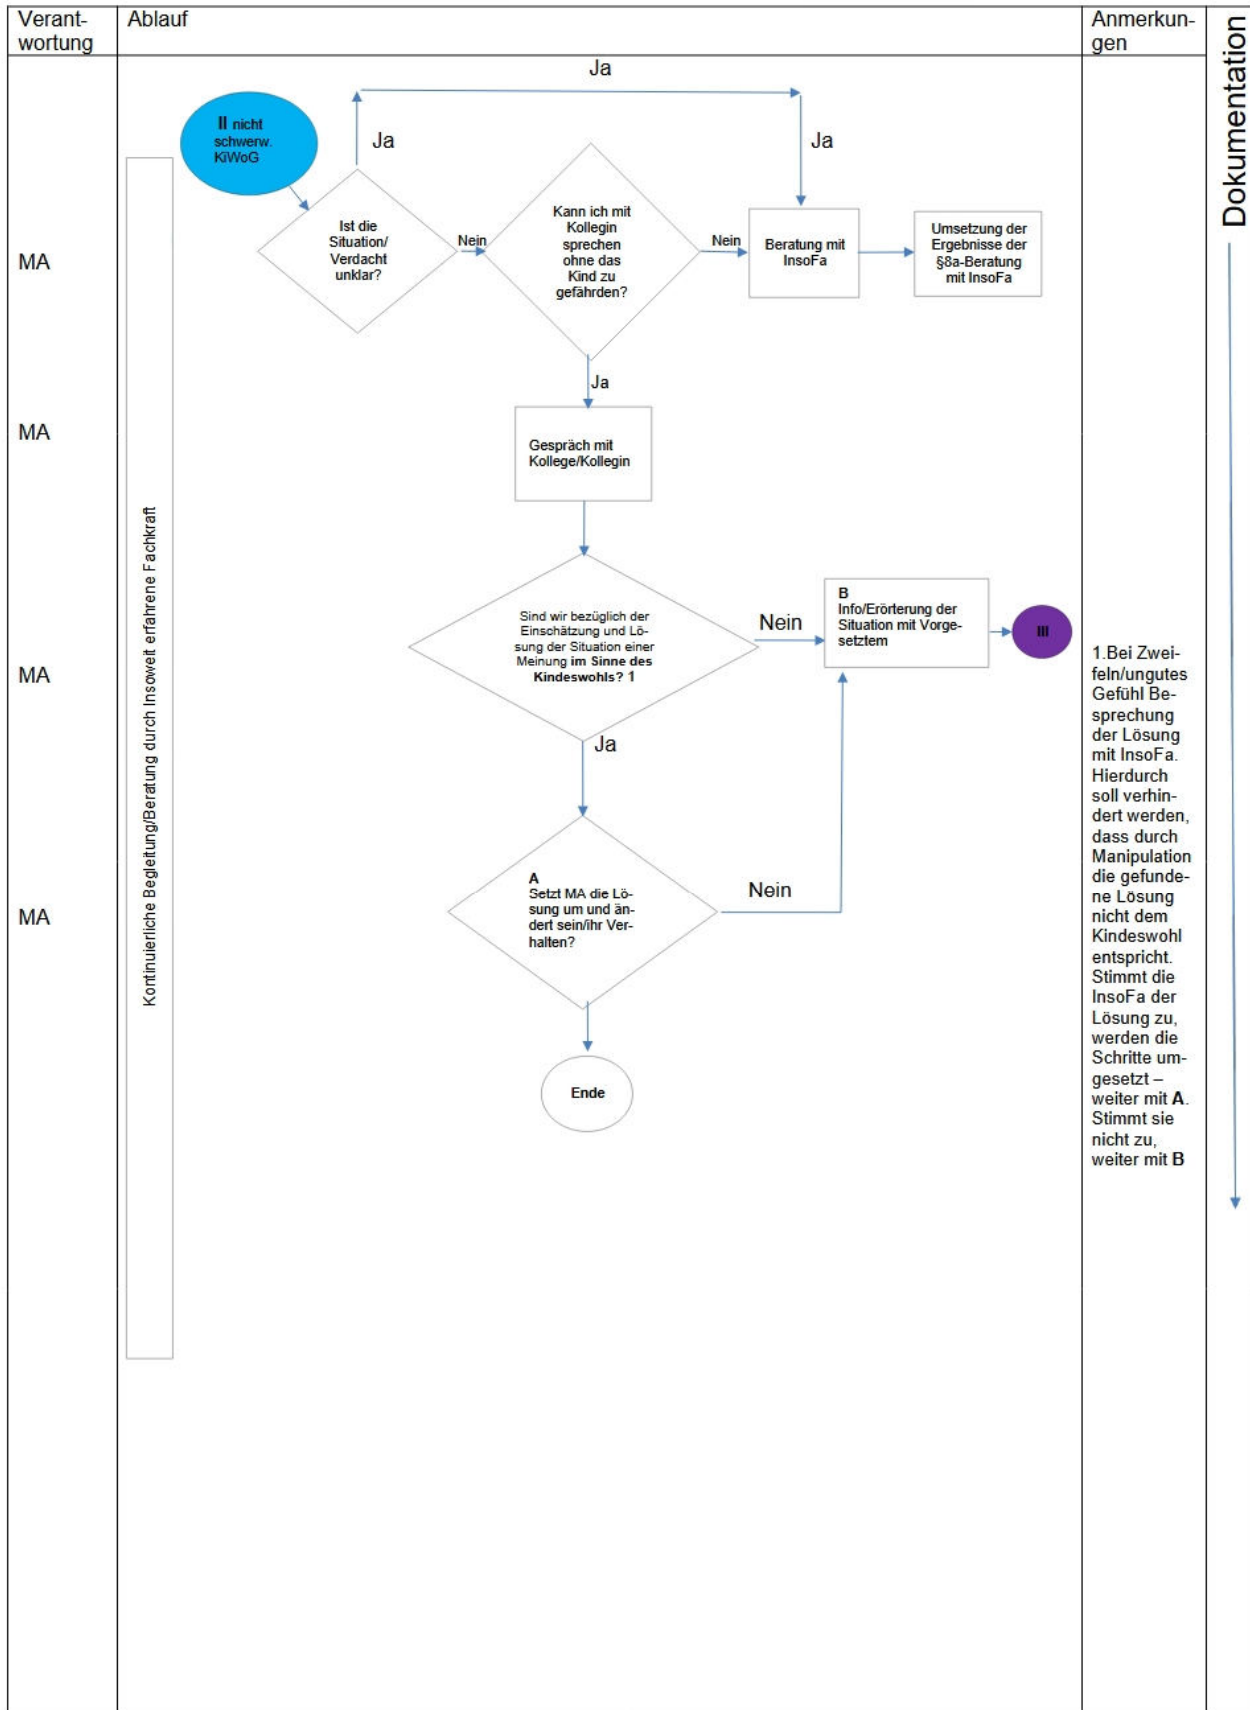 Verant-
wortung
Ablauf
Anmerkun-
gen
Dokumentation
Ja
II nicht
schwerw.
KiWoG
Ja
Ja
MA
Ist die
Situation/
Verdacht
unklar?
Nein
Kann ich mit
Kollegin
sprechen
ohne das
Kind zu
gefährden?
Nein
Beratung mit
InsoFa
Umsetzung der
Ergebnisse der
§8a-Beratung
mit InsoFa
Ja
MA
Gespräch mit
Kollege/Kollegin
Kontinuierliche Begleitung/Beratung durch Insoweit erfahrene Fachkraft
MA
Sind wir bezüglich der
Einschätzung und Lö-
sung der Situation einer
Meinung im Sinne des
Kindeswohls? 1
Nein
B
Info/Erörterung der
Situation mit Vorge-
setztem
III
Ja
MA
A
Setzt MA die Lö-
sung um und än-
dert sein/ihr Ver-
halten?
Nein
Ende
1.Bei Zwei-
feln/ungutes
Gefühl Be-
sprechung
der Lösung
mit InsoFa.
Hierdurch
soll verhin-
dert werden,
dass durch
Manipulation
die gefunde-
ne Lösung
nicht dem
Kindeswohl
entspricht.
Stimmt die
InsoFa der
Lösung zu,
werden die
Schritte um-
gesetzt –
weiter mit A.
Stimmt sie
nicht zu,
weiter mit B